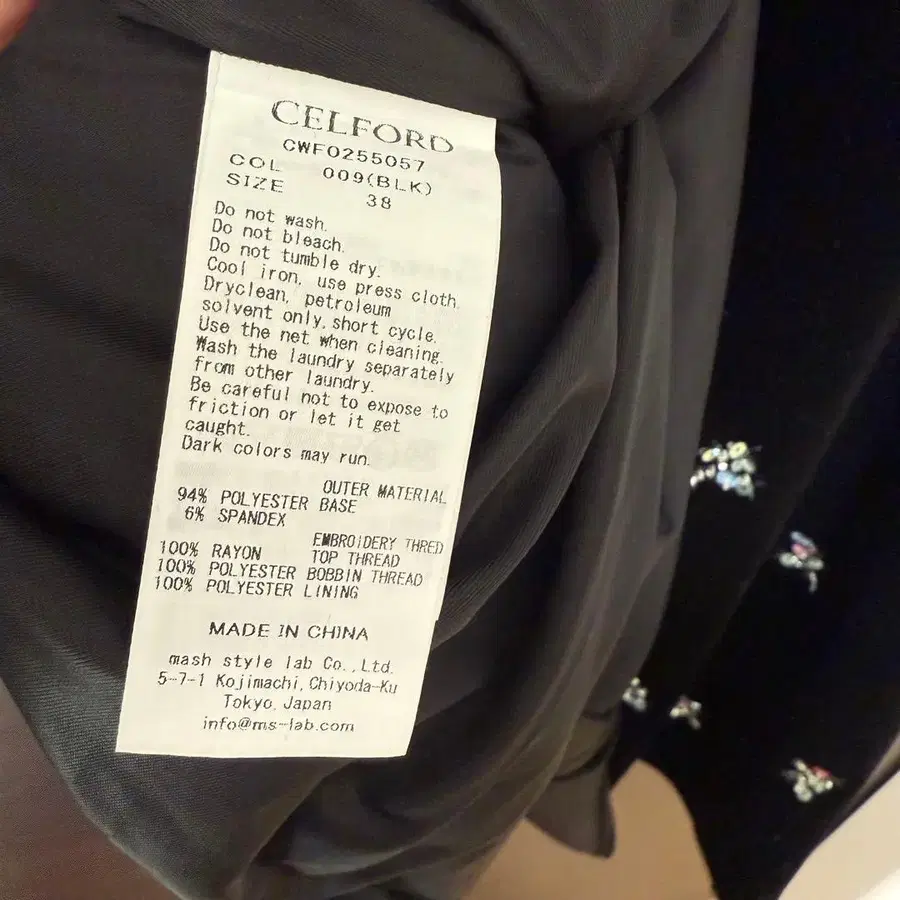 CELFORD
CWF0255057
COL 009(BLK)
SIZE 38
Do not wash.
Do not bleach.
Do not tumble dry.
Cool iron, use press cloth.
Dryclean, petroleum
solvent only, short cycle.
Use the net when cleaning.
Wash the laundry separately
from other laundry.
Be careful not to expose to
friction or let it get
caught.
Dark colors may run.
OUTER MATERIAL
94% POLYESTER BASE
6% SPANDEX
EMBROIDERY THRED
100% RAYON TOP THREAD
100% POLYESTER BOBBIN THREAD
100% POLYESTER LINING
MADE IN CHINA
mash style lab Co.,Ltd.
5-7-1 Kojimachi,Chiyoda-Ku
Tokyo, Japan
info@ms-lab.com